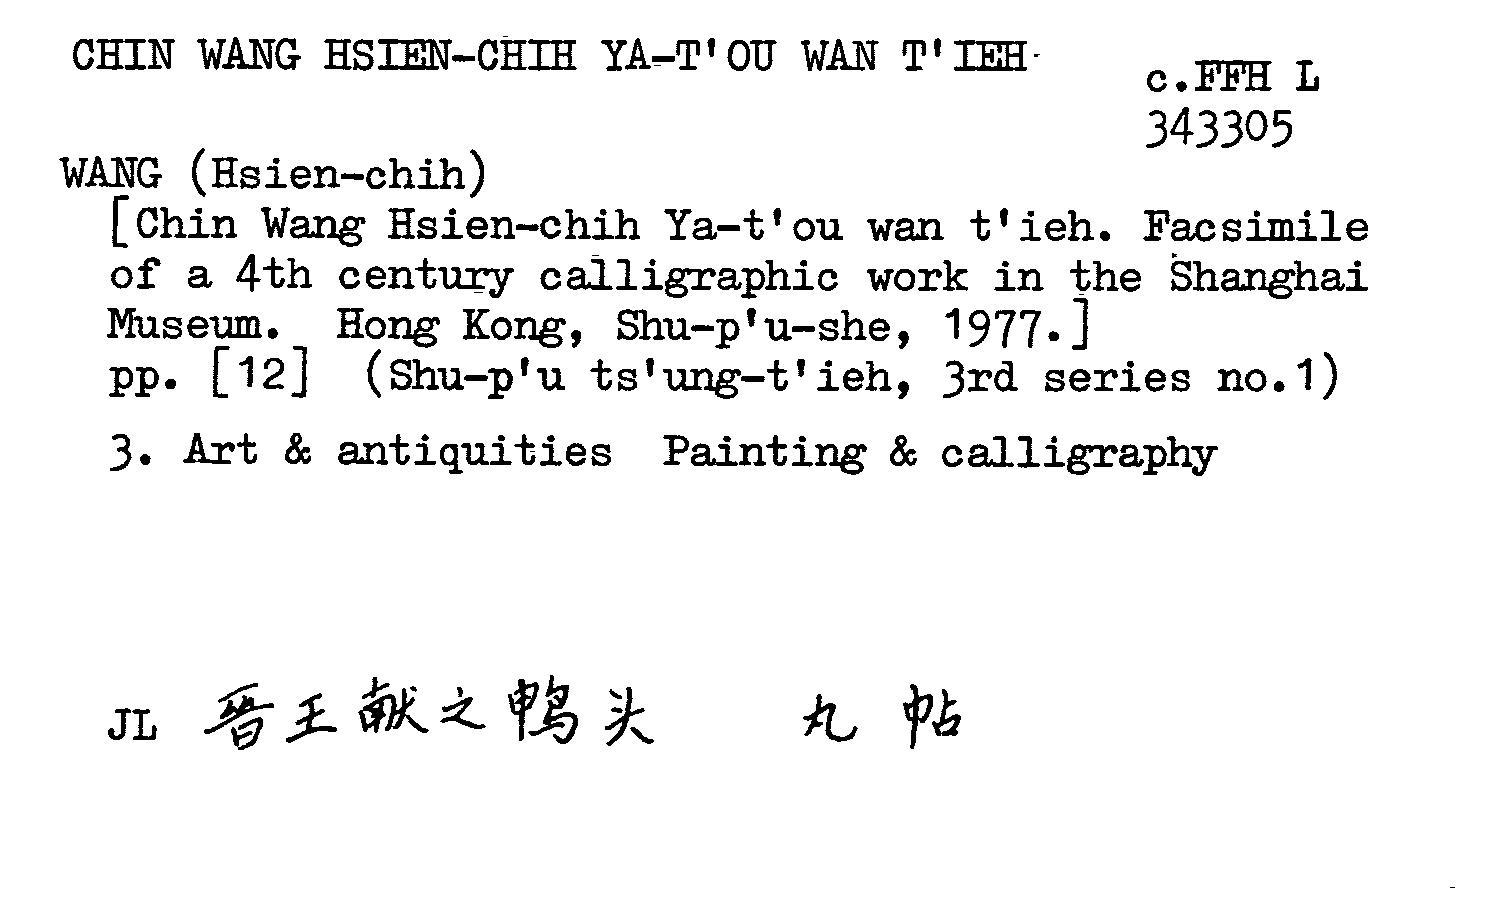 CHIN WANG HSIEN-CHIH YA-T'OU WAN T'IEH
c.FFH L
343305
WANG (Hsien-chih)
[Chin Wang Hsien-chih Ya-t'ou wan t'ieh. Facsimile
of a 4th century calligraphic work in the Shanghai
Museum. Hong Kong, Shu-p'u-she, 1977.]
pp. [12] (Shu-p'u ts'ung-t'ieh, 3rd series no.1)
3. Art & antiquities Painting & calligraphy
JL 晋王献之鸭头 丸 帖